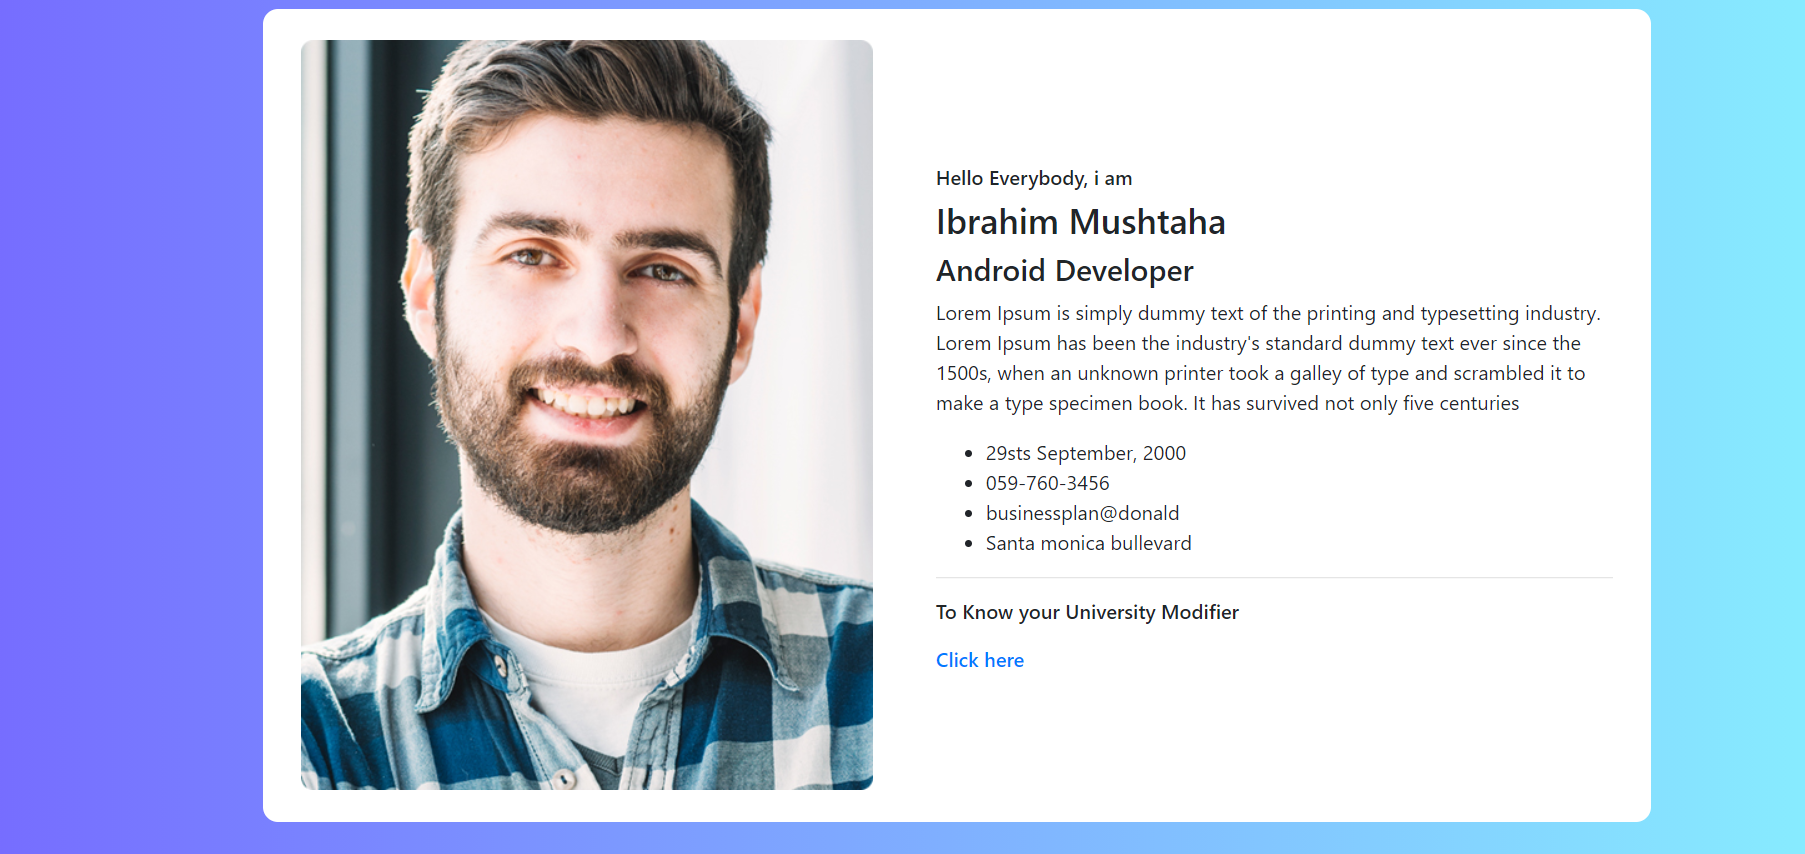 Hello Everybody, i am
Ibrahim Mushtaha
Android Developer
Lorem Ipsum is simply dummy text of the printing and typesetting industry.
Lorem Ipsum has been the industry's standard dummy text ever since the
1500s, when an unknown printer took a galley of type and scrambled it to
make a type specimen book. It has survived not only five centuries
29sts September, 2000
059-760-3456
businessplan@donald
Santa monica bullevard
To Know your University Modifier
Click here